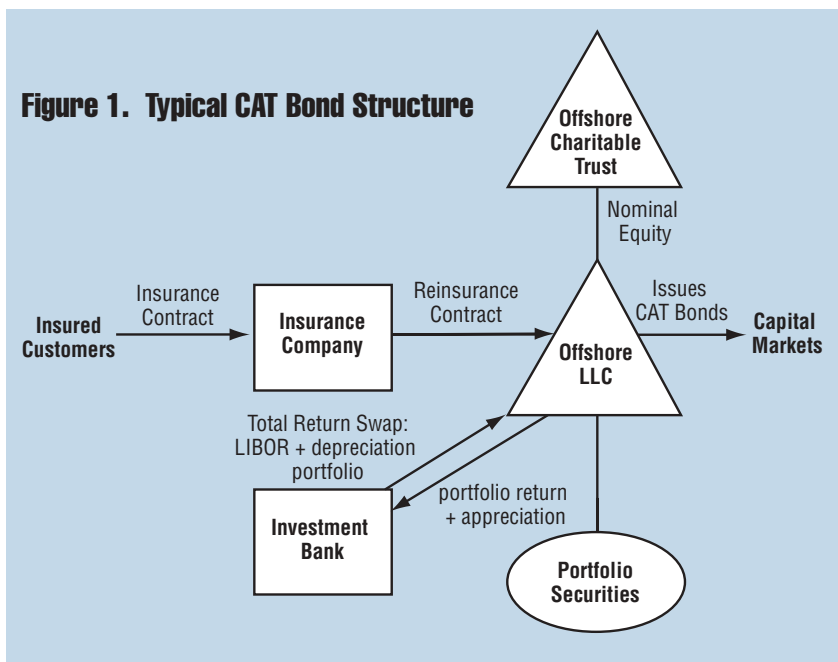 Figure 1. Typical CAT Bond Structure
Offshore
Charitable
Trust
Nominal
Equity
Insured
Customers
Insurance
Contract
Insurance
Company
Reinsurance
Contract
Offshore
LLC
Issues
CAT Bonds
Capital
Markets
Total Return Swap:
LIBOR + depreciation
portfolio
portfolio return
+ appreciation
Investment
Bank
Portfolio
Securities